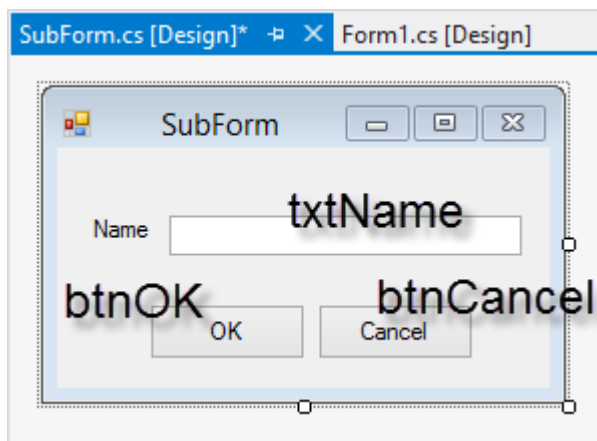 SubForm.cs [Design]* Form1.cs [Design]
SubForm
txtName
Name
btnOK btnCancel
OK Cancel